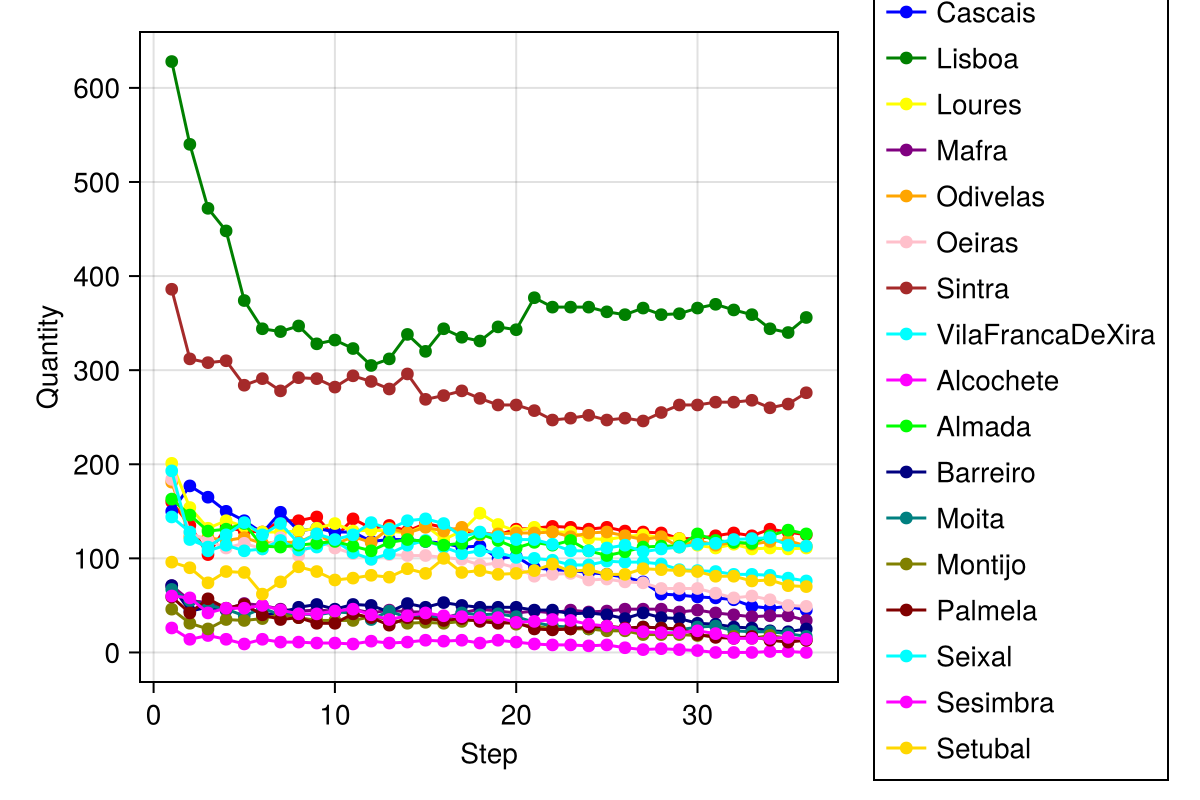 600
500
400
300
200
100
0
Quantity
0 10 20 30
Step
Cascais
Lisboa
Loures
Mafra
Odivelas
Oeiras
Sintra
VilaFrancaDeXira
Alcochete
Almada
Barreiro
Moita
Montijo
Palmela
Seixal
Sesimbra
Setubal